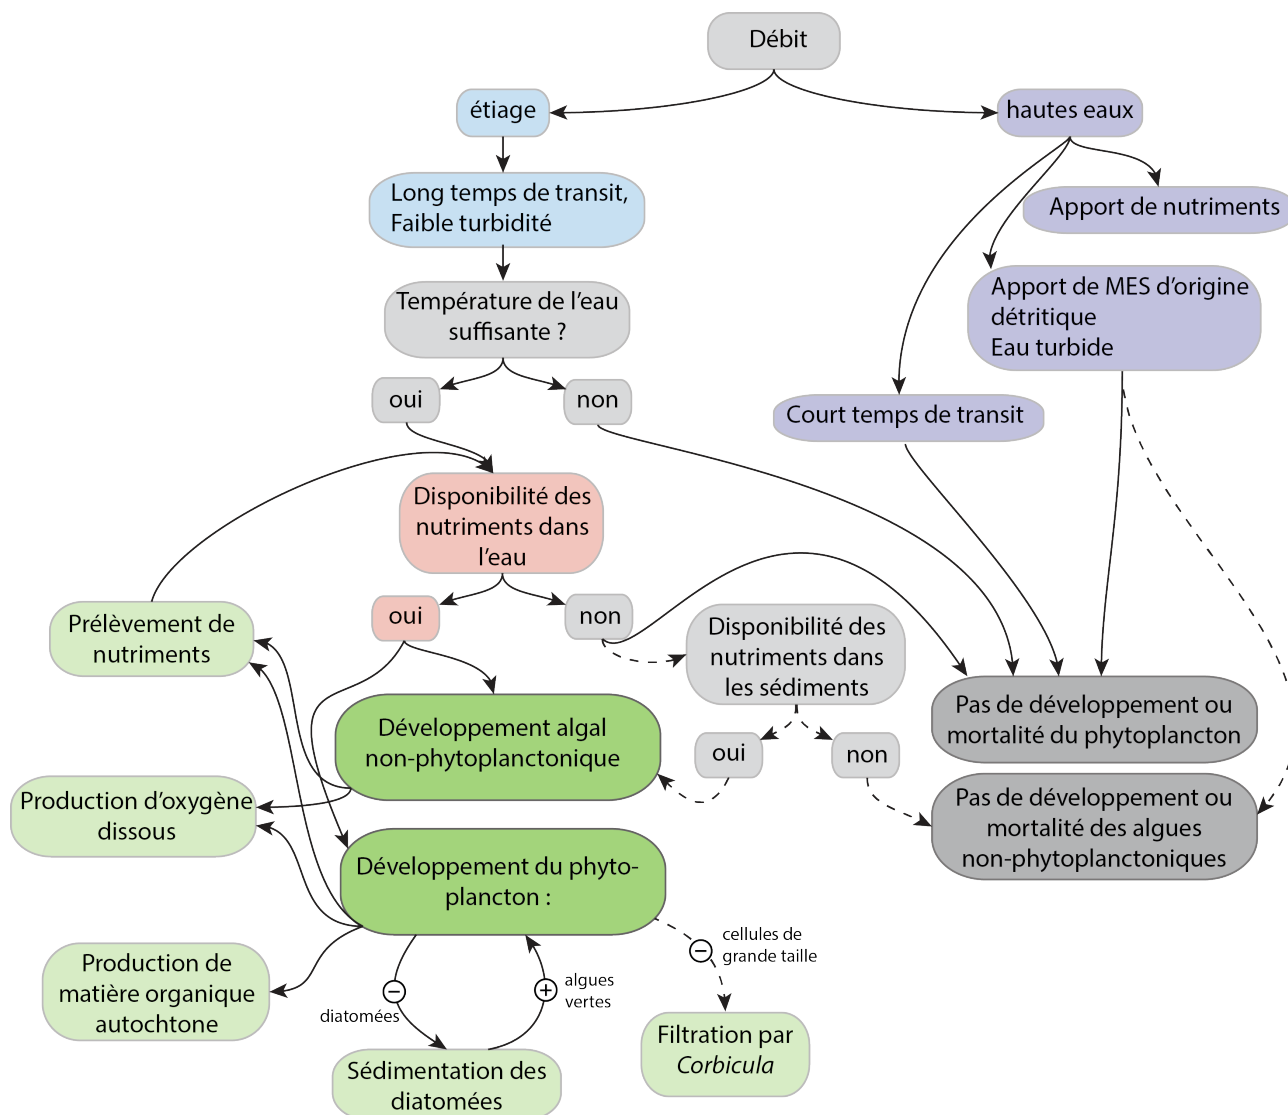 Débit
étiage
hautes eaux
Long temps de transit,
Faible turbidité
Apport de nutriments
Température de l'eau
suffisante ?
Apport de MES d'origine
détritique
Eau turbide
oui
non
Court temps de transit
Disponibilité des
nutriments dans
l'eau
oui
non
Prélèvement de
nutriments
Disponibilité des
nutriments dans
les sédiments
Développement algal
non-phytoplanctonique
oui
non
Pas de développement ou
mortalité du phytoplancton
Production d'oxygène
dissous
Pas de développement ou
mortalité des algues
non-phytoplanctoniques
Développement du phyto-
plancton :
Production de
matière organique
autochtone
−
diatomées
+
algues
vertes
−
cellules de
grande taille
Sédimentation des
diatomées
Filtration par
Corbicula